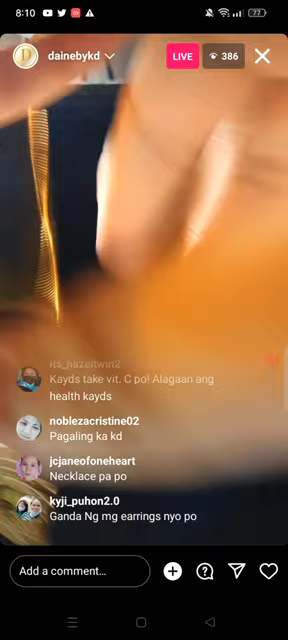 8:10
77
dainebykd
LIVE
386
its_hazeltwin2
Kayds take vit. C po! Alagaan ang
health kayds
noblezacristine02
Pagaling ka kd
jcjaneofoneheart
Necklace pa po
kyji_puhon2.0
Ganda Ng mg earrings nyo po
Add a comment...